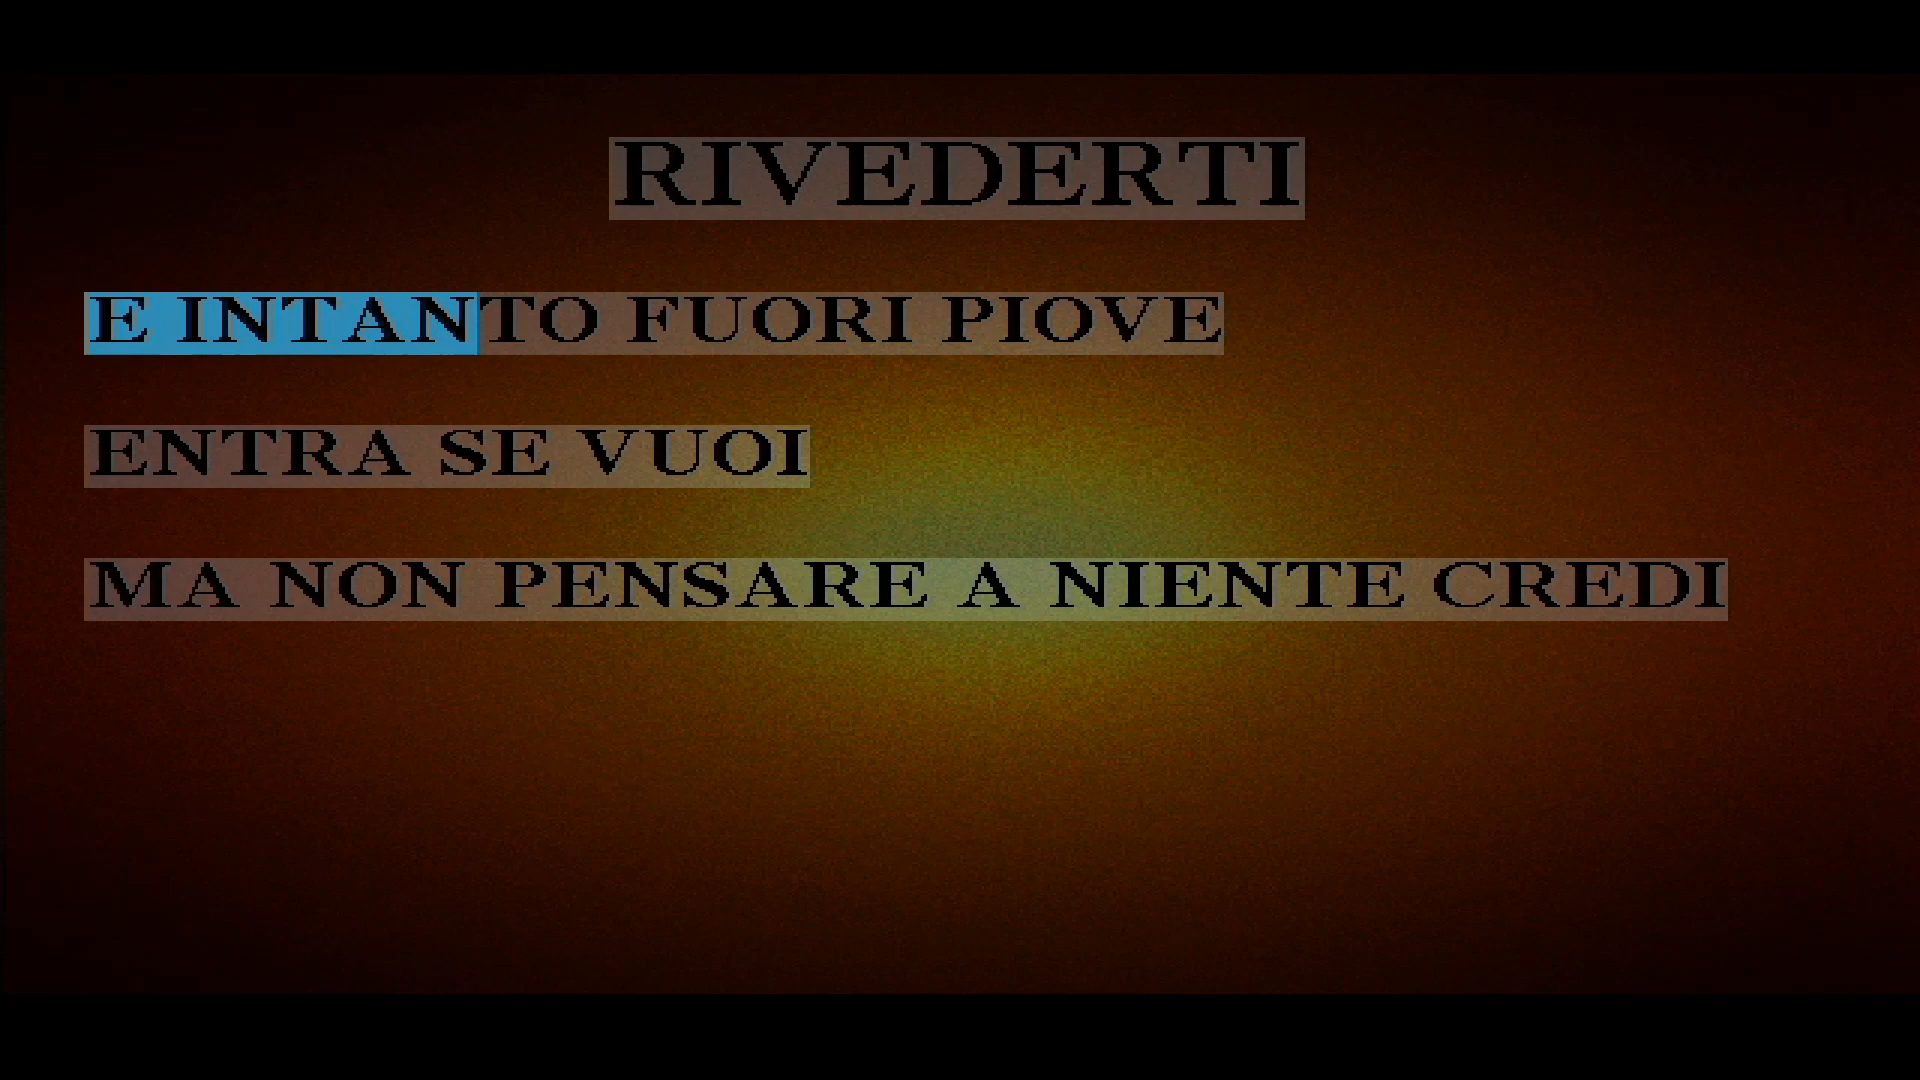 RIVEDERTI
E INTANTO FUORI PIOVE
ENTRA SE VUOI
MA NON PENSARE A NIENTE CREDI